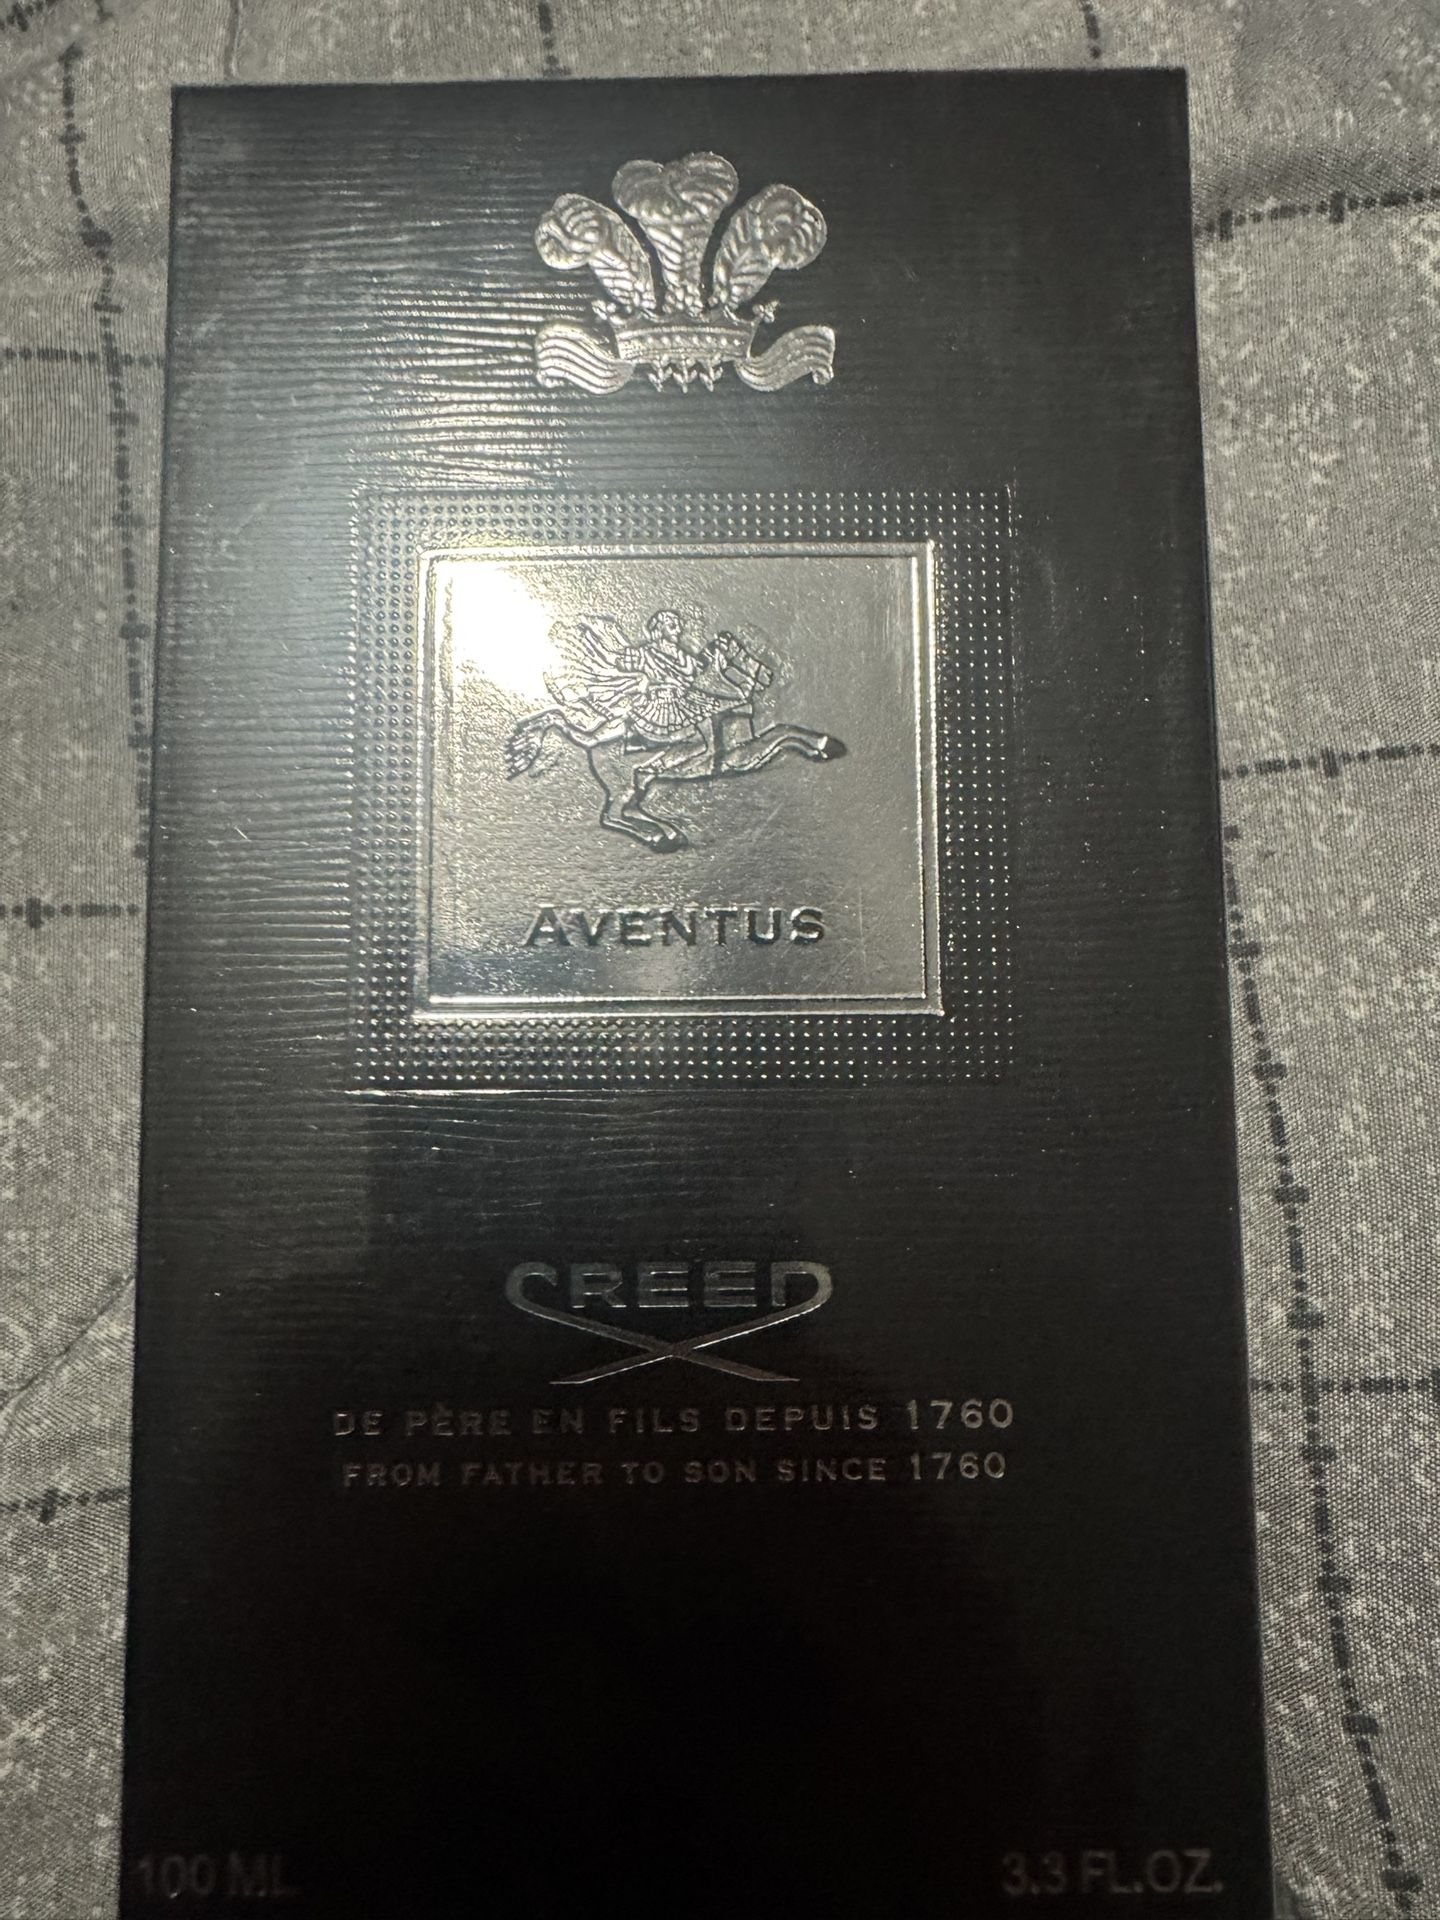 AVENTUS
CREED
DE PÈRE EN FILS DEPUIS 1760
FROM FATHER TO SON SINCE 1760
100 ML
3.3 FL.OZ.